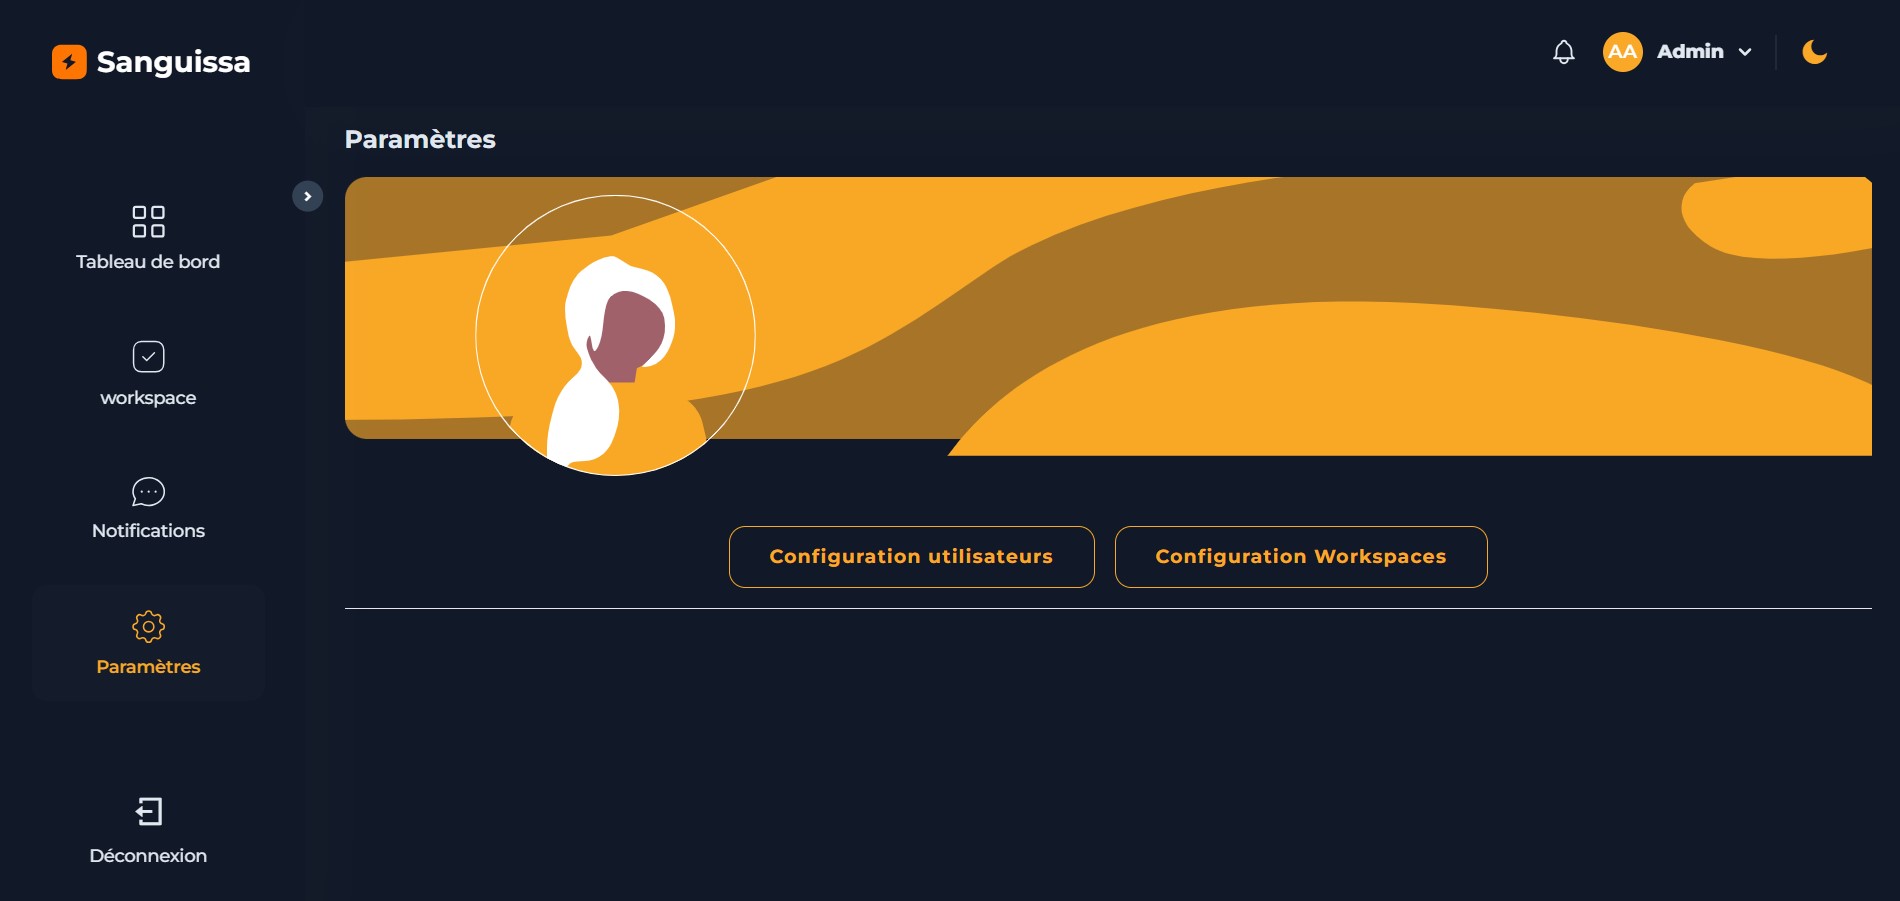 Sanguissa
AA Admin
Paramètres
Tableau de bord
workspace
Notifications
Configuration utilisateurs
Configuration Workspaces
Paramètres
Déconnexion